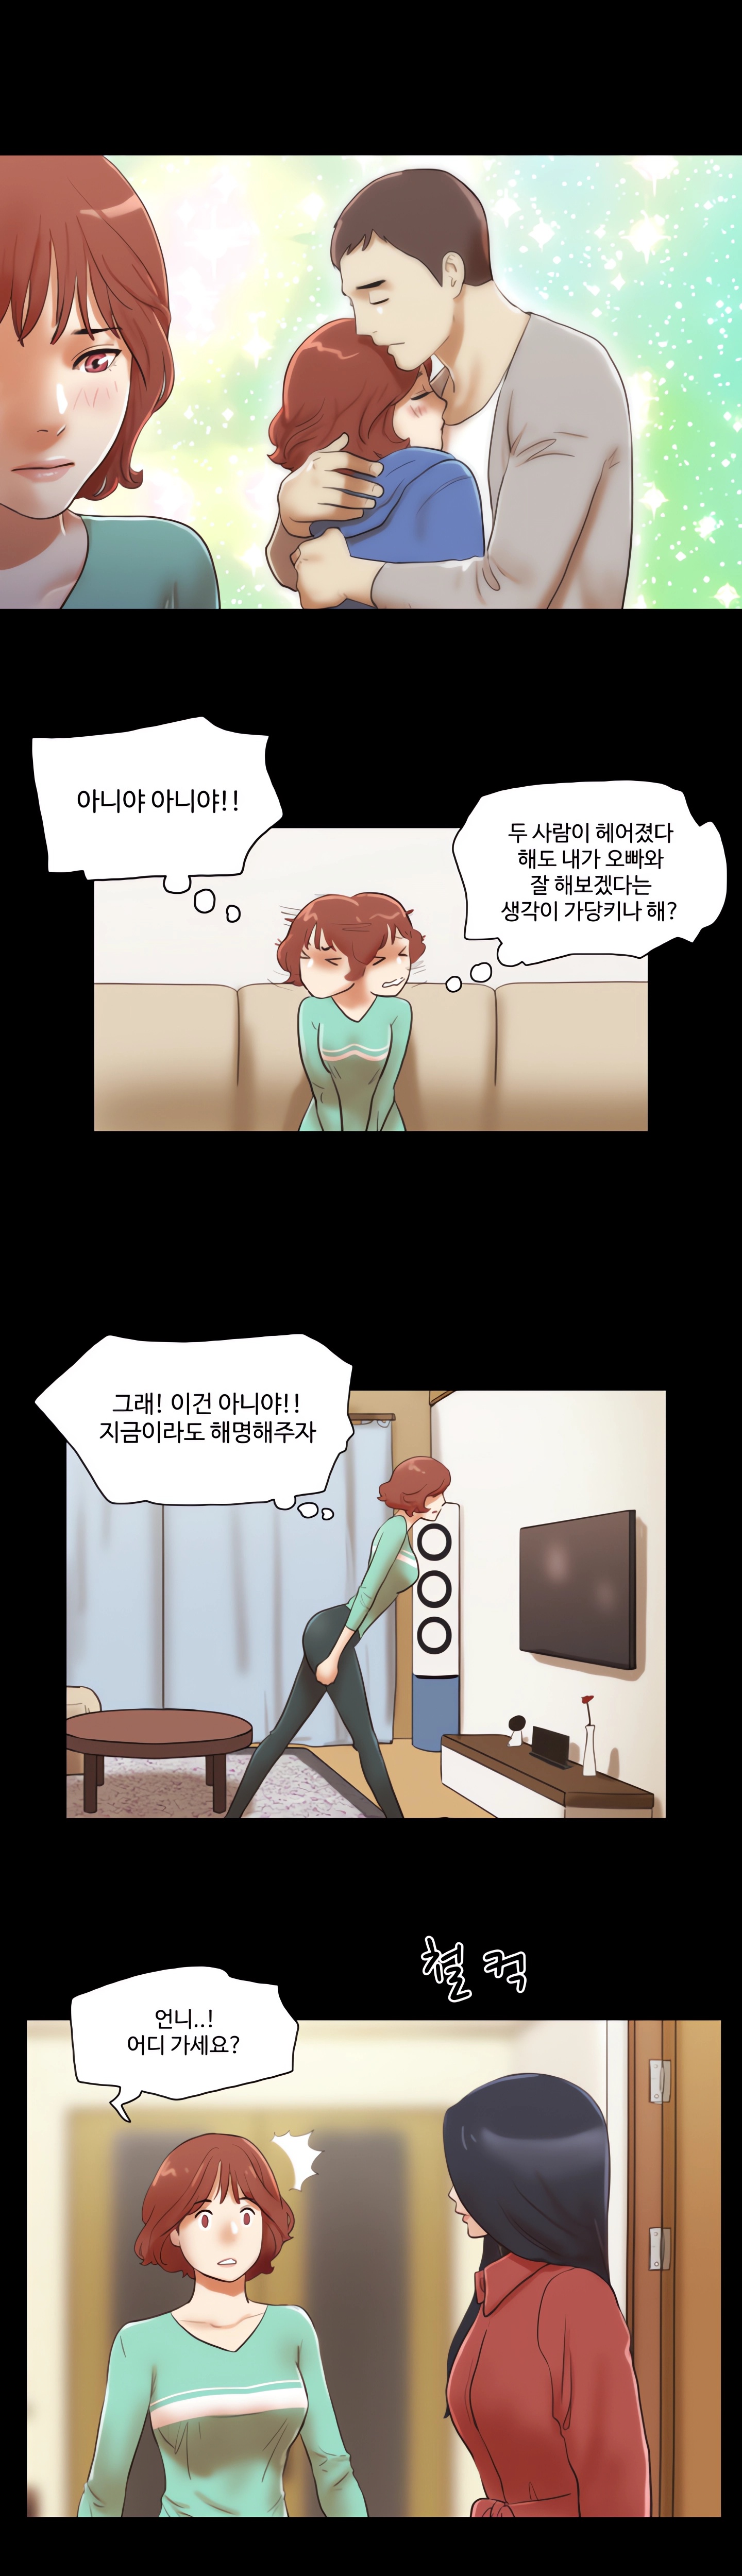 아니야 아니야!!
두 사람이 헤어졌다
해도 내가 오빠와
잘 해보겠다는
생각이 가당키나 해?
그래! 이건 아니야!!
지금이라도 해명해주자
철컥
언니..!
어디 가세요?